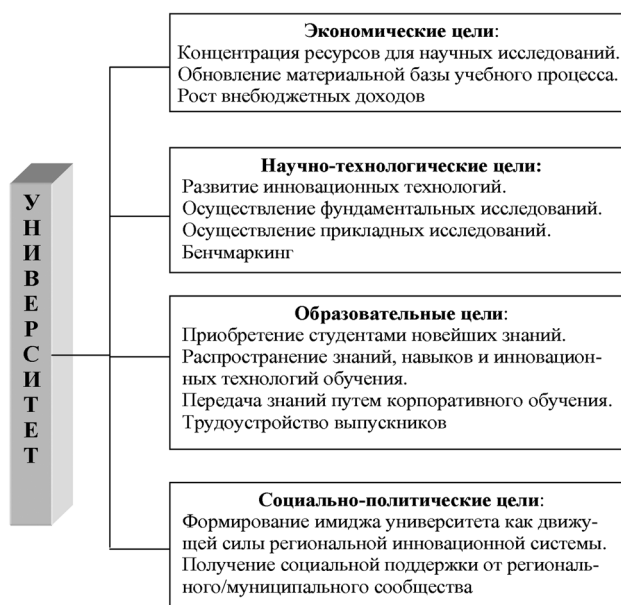 УНИВЕРСИТЕТ
Экономические цели:
Концентрация ресурсов для научных исследований.
Обновление материальной базы учебного процесса.
Рост внебюджетных доходов
Научно-технологические цели:
Развитие инновационных технологий.
Осуществление фундаментальных исследований.
Осуществление прикладных исследований.
Бенчмаркинг
Образовательные цели:
Приобретение студентами новейших знаний.
Распространение знаний, навыков и инновацион-
ных технологий обучения.
Передача знаний путем корпоративного обучения.
Трудоустройство выпускников
Социально-политические цели:
Формирование имиджа университета как движу-
щей силы региональной инновационной системы.
Получение социальной поддержки от регионально-
го/муниципального сообщества